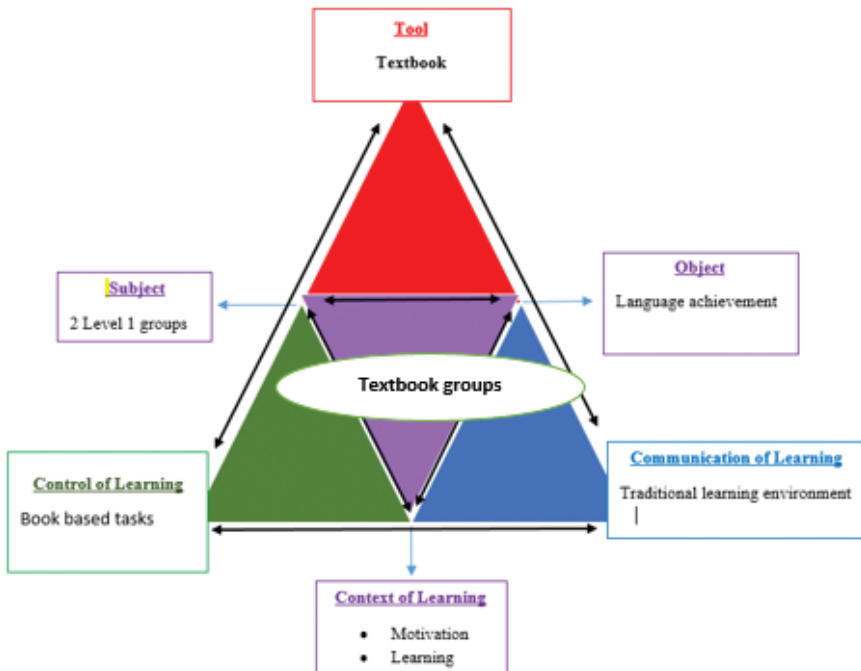 Tool
Textbook
Subject
2 Level 1 groups
Object
Language achievement
Textbook groups
Control of Learning
Book based tasks
Communication of Learning
Traditional learning environment
Context of Learning
• Motivation
• Learning